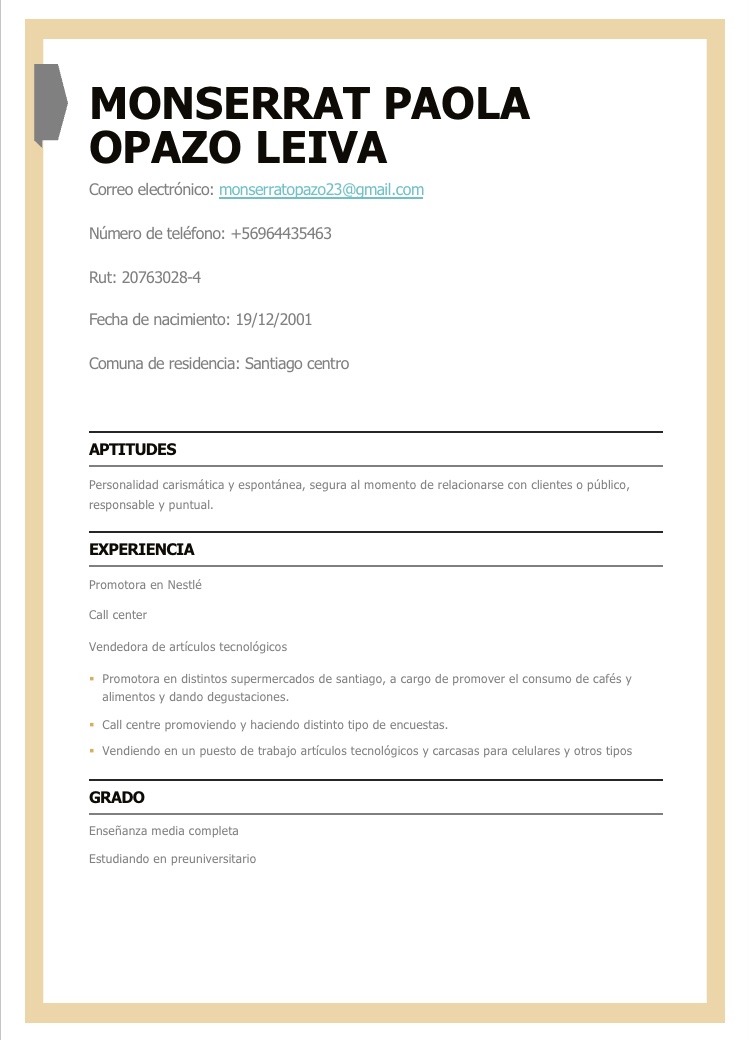 MONSERRAT PAOLA
OPAZO LEIVA
Correo electrónico: monserratopazo23@gmail.com
Número de teléfono: +56964435463
Rut: 20763028-4
Fecha de nacimiento: 19/12/2001
Comuna de residencia: Santiago centro
APTITUDES
Personalidad carismática y espontánea, segura al momento de relacionarse con clientes o público,
responsable y puntual.
EXPERIENCIA
Promotora en Nestlé
Call center
Vendedora de artículos tecnológicos
▪ Promotora en distintos supermercados de santiago, a cargo de promover el consumo de cafés y
alimentos y dando degustaciones.
▪ Call centre promoviendo y haciendo distinto tipo de encuestas.
▪ Vendiendo en un puesto de trabajo artículos tecnológicos y carcasas para celulares y otros tipos
GRADO
Enseñanza media completa
Estudiando en preuniversitario